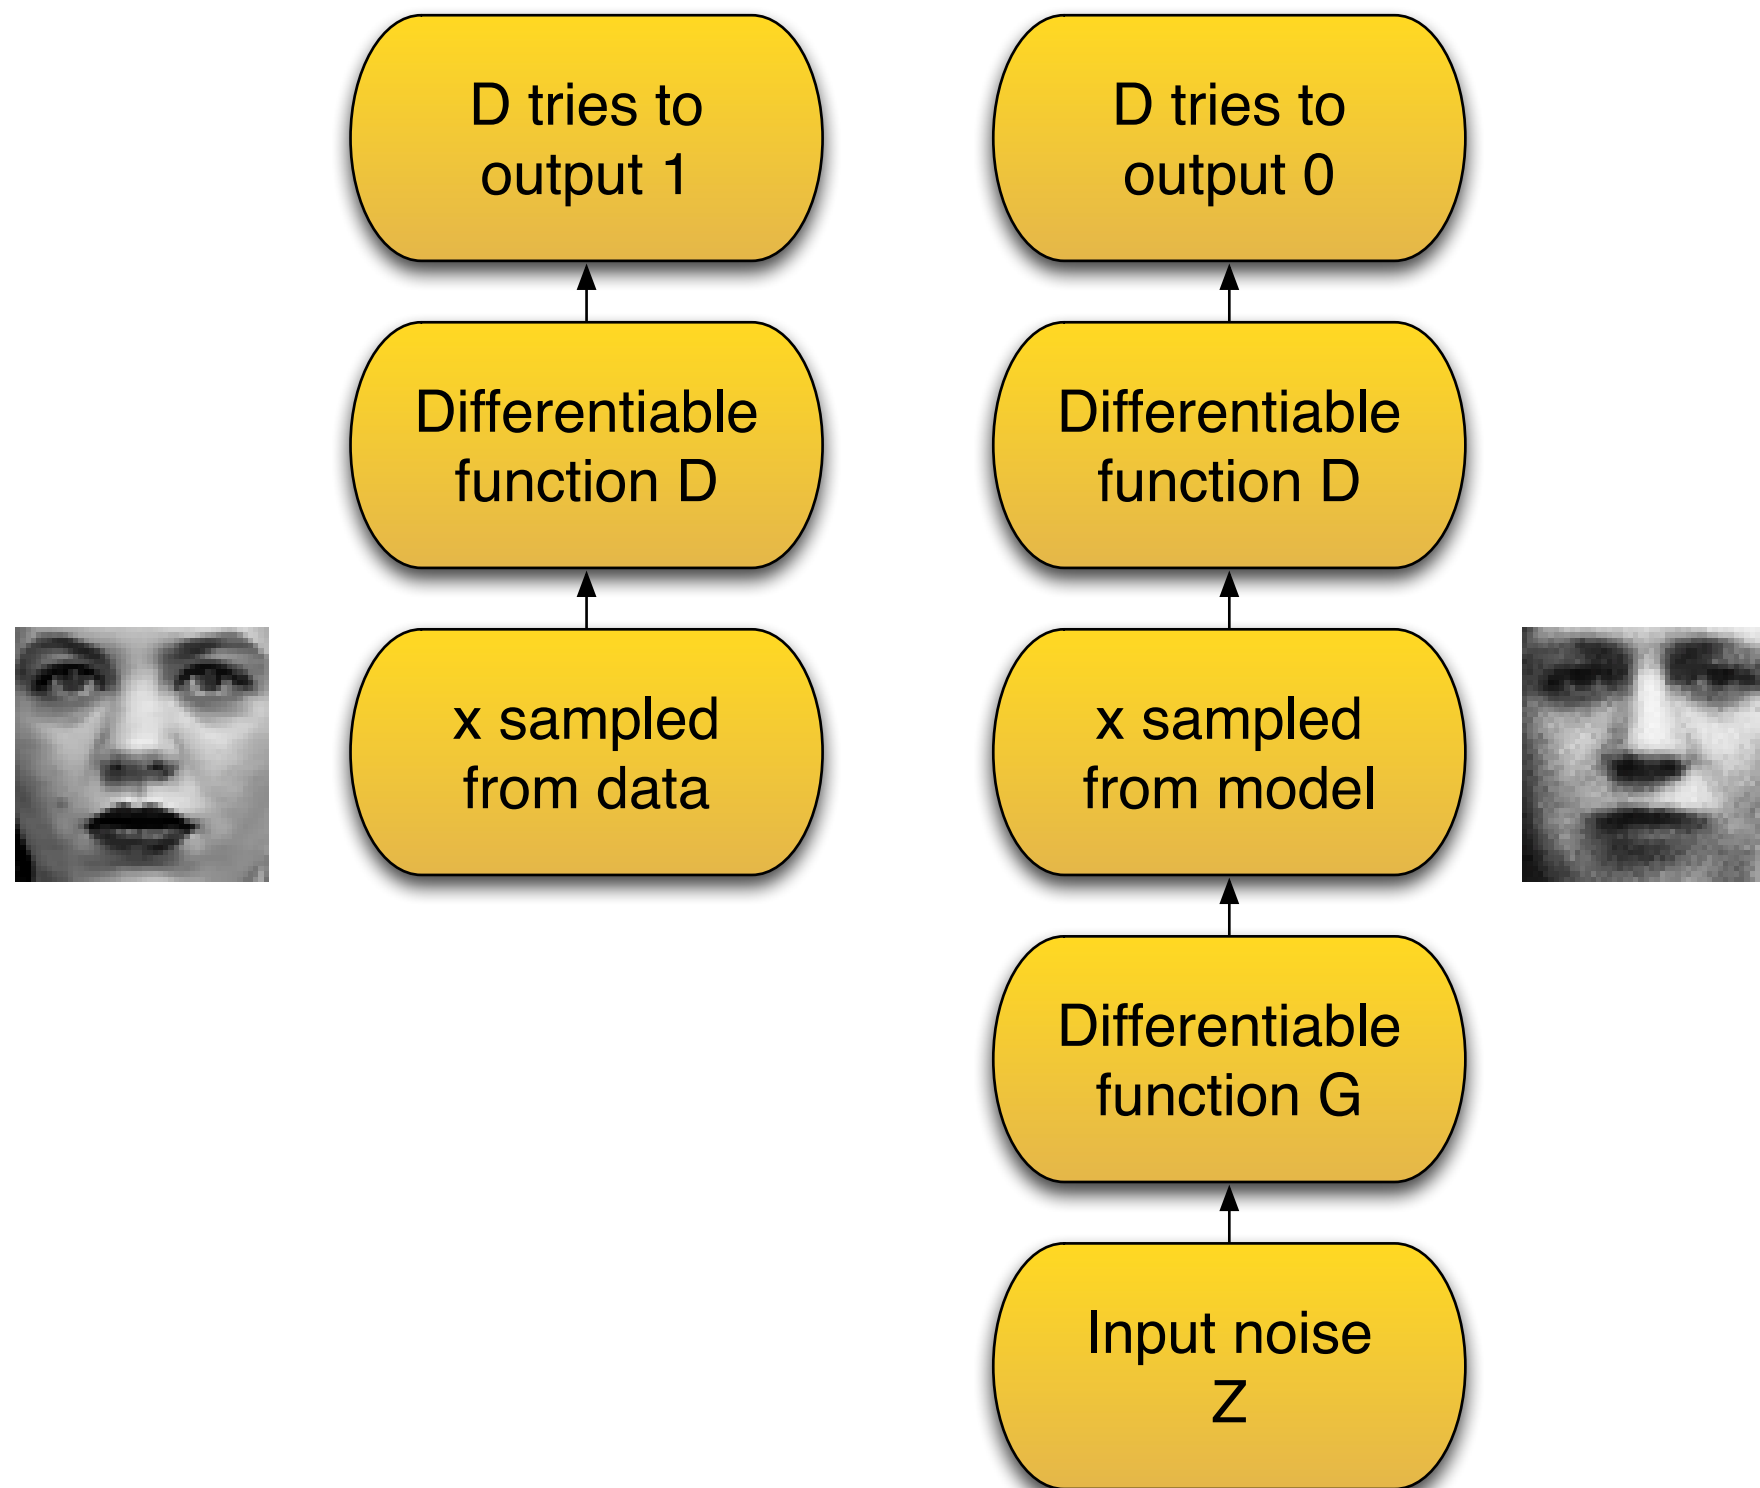 D tries to
output 1
Differentiable
function D
x sampled
from data
D tries to
output 0
Differentiable
function D
x sampled
from model
Differentiable
function G
Input noise
Z